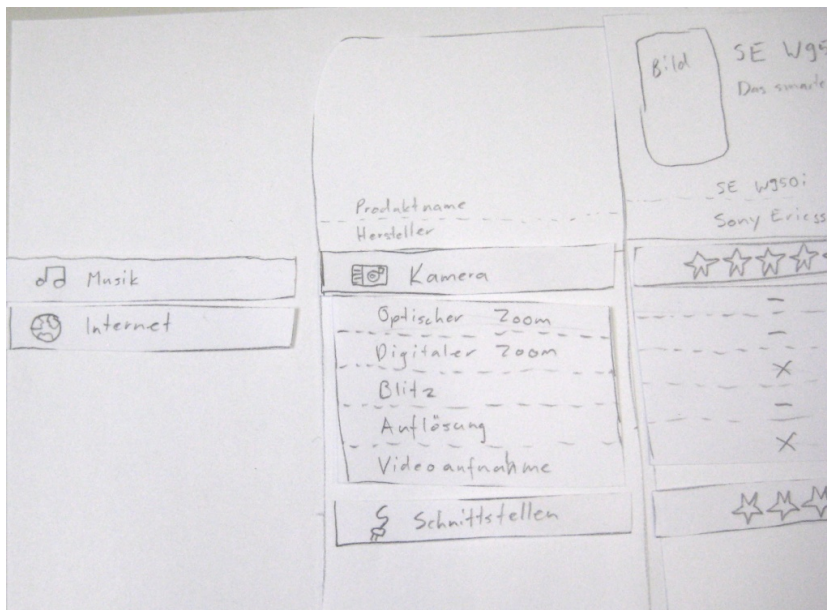 Musik
Internet
Produktname
Hersteller
Kamera
Optischer Zoom
Digitaler Zoom
Blitz
Auflösung
Videoaufnahme
Schnittstellen
Bild
SE W95
Das smarte
SE W950i
Sony Ericss
-
-
x
-
x